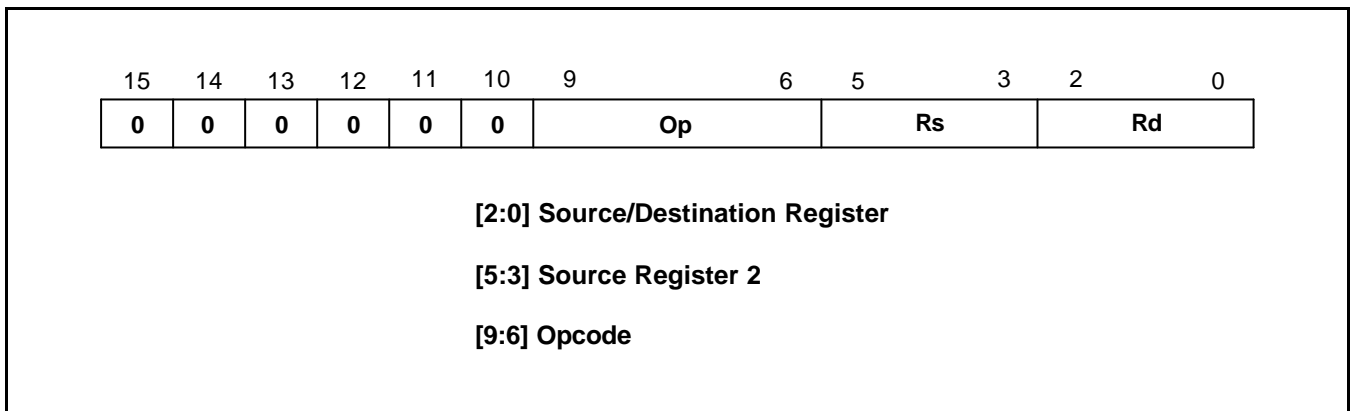 15 14 13 12 11 10 9 6 5 3 2 0
0 0 0 0 0 0 Op Rs Rd
[2:0] Source/Destination Register
[5:3] Source Register 2
[9:6] Opcode